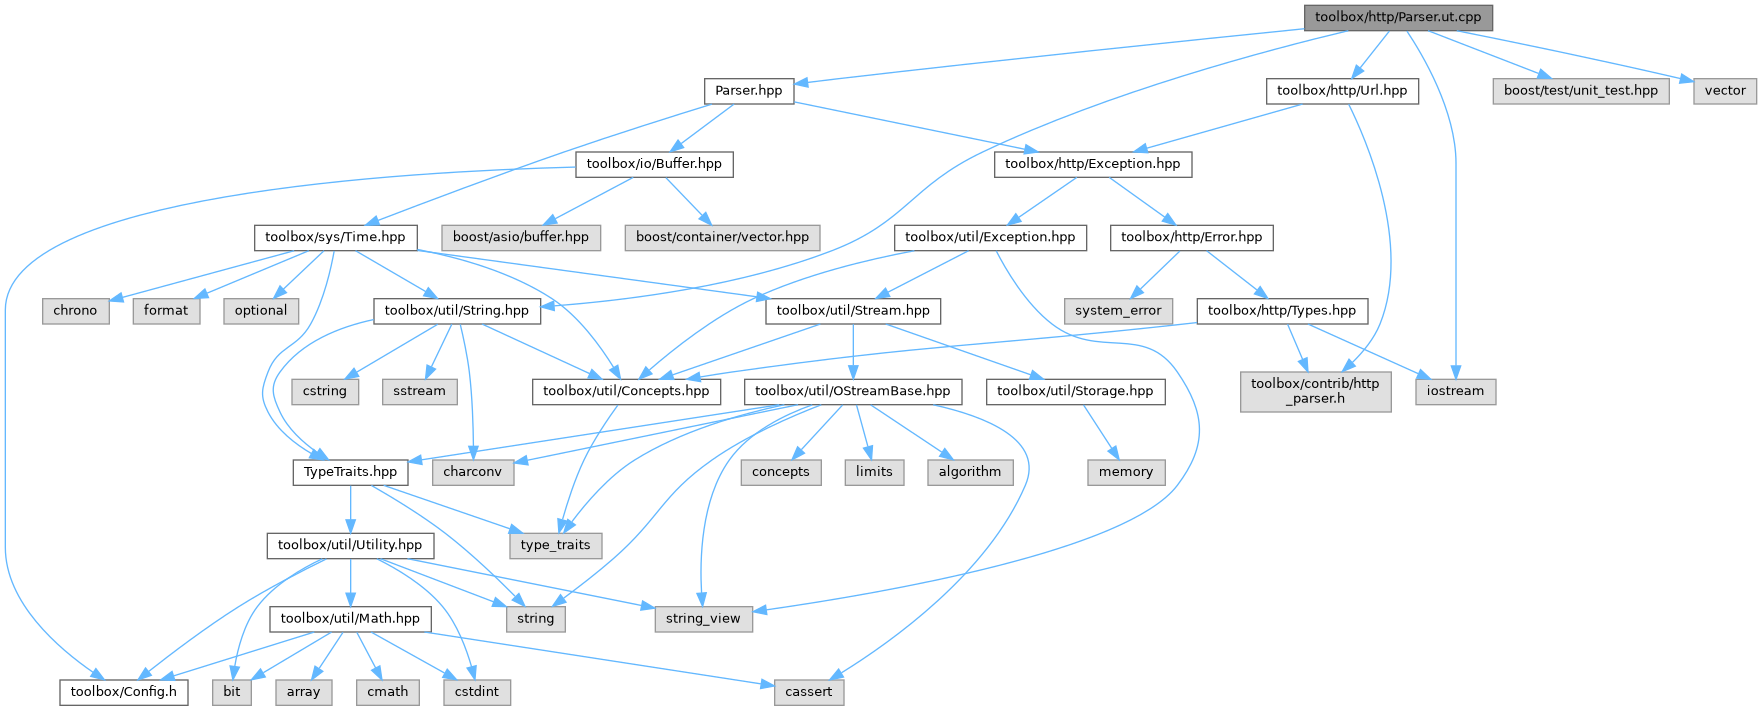 toolbox/http/Parser.ut.cpp
Parser.hpp
toolbox/http/Url.hpp
boost/test/unit_test.hpp
vector
toolbox/io/Buffer.hpp
toolbox/http/Exception.hpp
toolbox/sys/Time.hpp
boost/asio/buffer.hpp
boost/container/vector.hpp
toolbox/util/Exception.hpp
toolbox/http/Error.hpp
chrono
format
optional
toolbox/util/String.hpp
toolbox/util/Stream.hpp
system_error
toolbox/http/Types.hpp
cstring
sstream
toolbox/util/Concepts.hpp
toolbox/util/OStreamBase.hpp
toolbox/util/Storage.hpp
toolbox/contrib/http
_parser.h
iostream
TypeTraits.hpp
charconv
concepts
limits
algorithm
memory
toolbox/util/Utility.hpp
type_traits
toolbox/util/Math.hpp
string
string_view
toolbox/Config.h
bit
array
cmath
cstdint
cassert